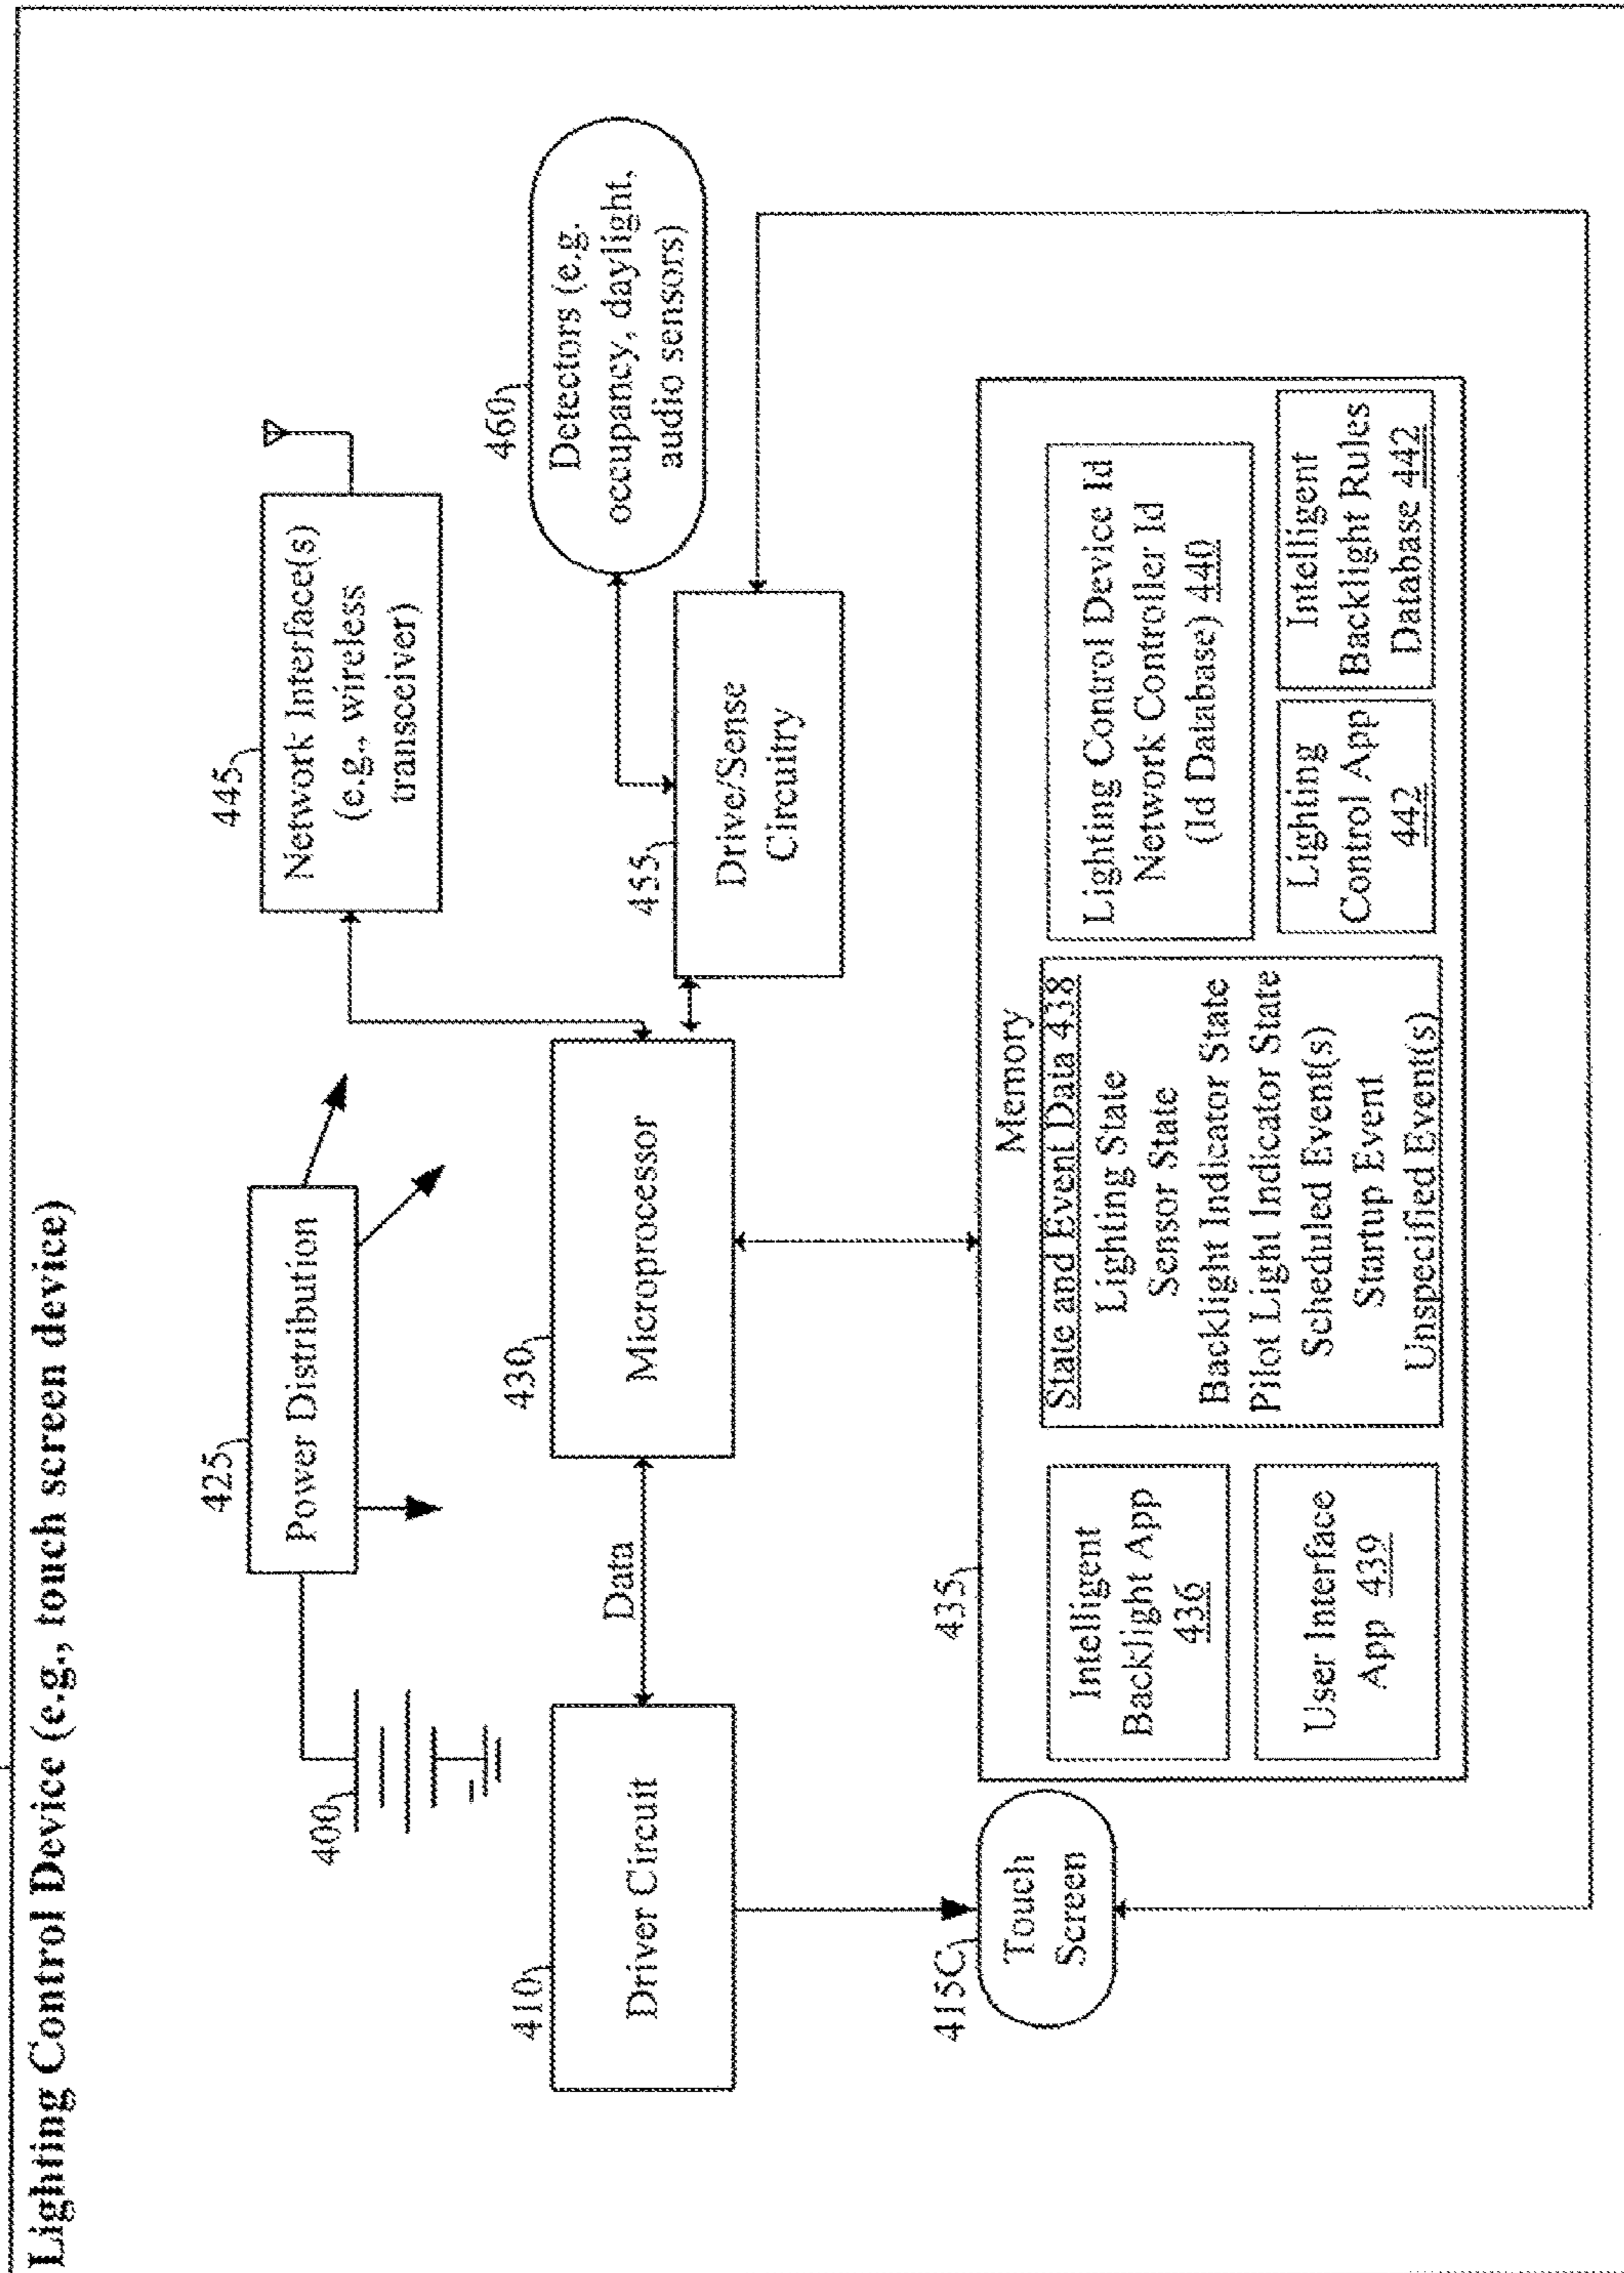 Lighting Control Device (e.g., touch screen device)
400
425
Power Distribution
445
Network Interface(s)
(e.g., wireless
transceiver)
410
Driver Circuit
Data
430
Microprocessor
455
Drive/Sense
Circuitry
460
Detectors (e.g.
occupancy, daylight,
audio sensors)
415C
Touch
Screen
435
Memory
Intelligent
Backlight App
436
User Interface
App 439
State and Event Data 438
Lighting State
Sensor State
Backlight Indicator State
Pilot Light Indicator State
Scheduled Event(s)
Startup Event
Unspecified Event(s)
Lighting Control Device Id
Network Controller Id
(Id Database) 440
Lighting
Control App
442
Intelligent
Backlight Rules
Database 442